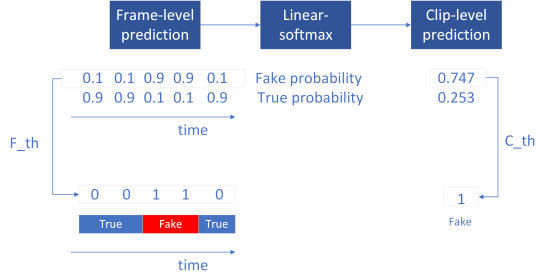 Frame-level prediction
Linear-softmax
Clip-level prediction
0.1 0.1 0.9 0.9 0.1 Fake probability 0.747
0.9 0.9 0.1 0.1 0.9 True probability 0.253
time
F_th
C_th
0 0 1 1 0
1
True Fake True
Fake
time